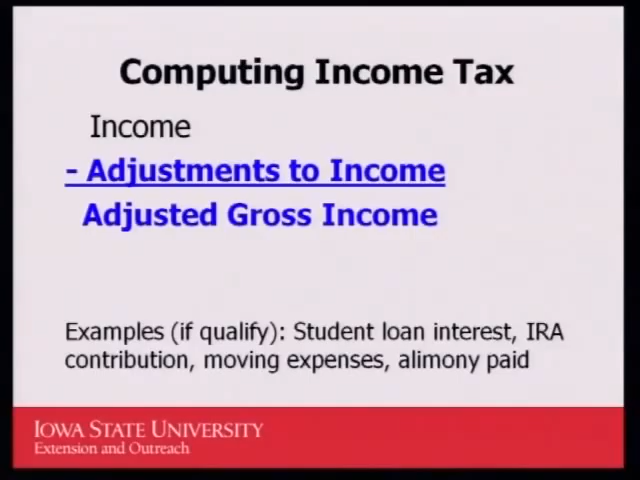 Computing Income Tax
Income
- Adjustments to Income
Adjusted Gross Income
Examples (if qualify): Student loan interest, IRA
contribution, moving expenses, alimony paid
IOWA STATE UNIVERSITY
Extension and Outreach